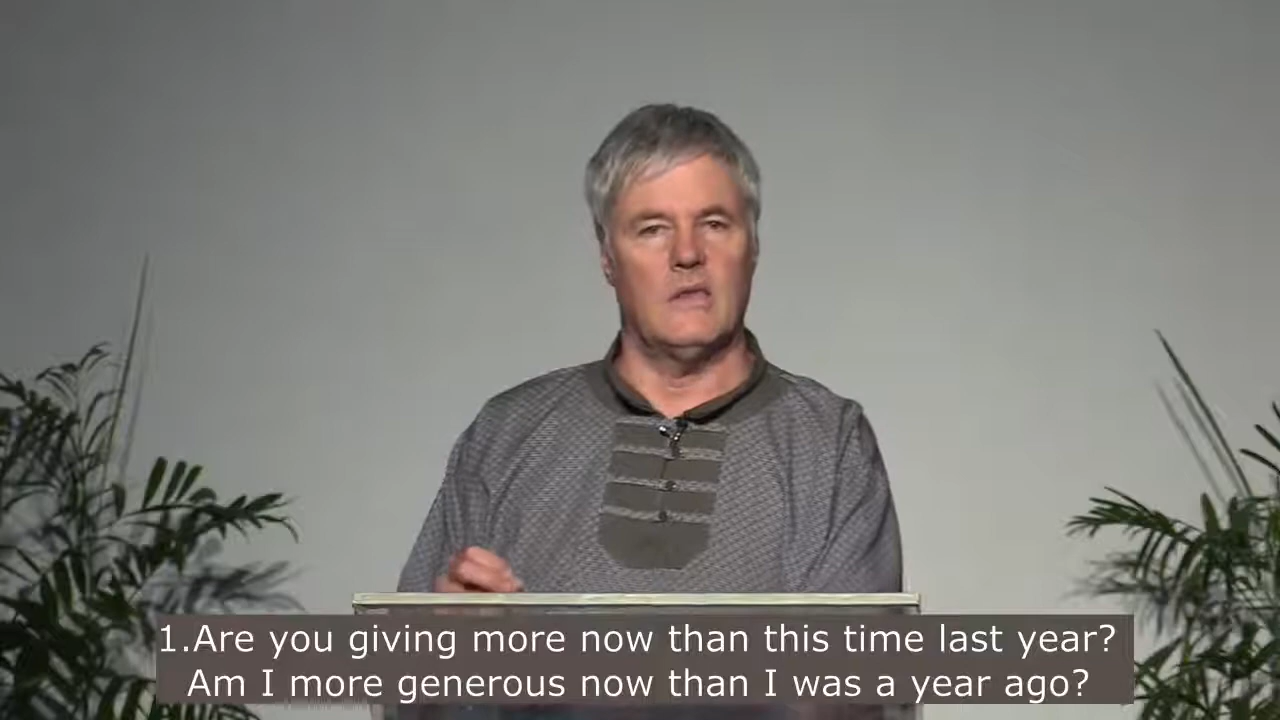 1.Are you giving more now than this time last year?
Am I more generous now than I was a year ago?